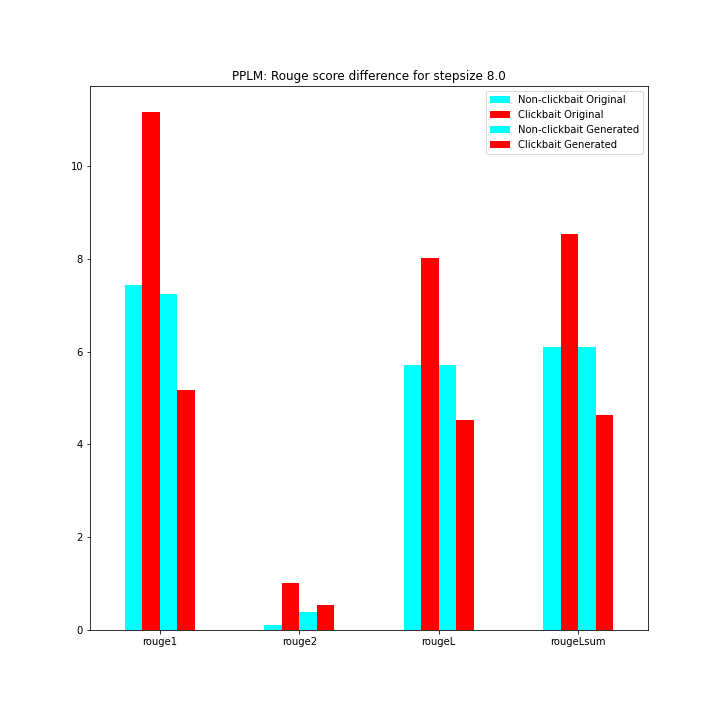 PPLM: Rouge score difference for stepsize 8.0
Non-clickbait Original
Clickbait Original
Non-clickbait Generated
Clickbait Generated
10
8
6
4
2
0
rouge1 rouge2 rougeL rougeLsum